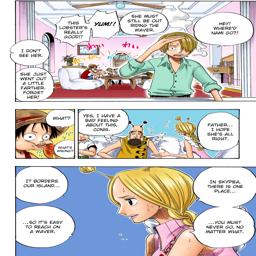 THIS
LOBSTER'S
REALLY
GOOD!!
YUM!!
SHE MUST
STILL BE OUT
RIDING THE
WAVER.
HEY!
WHERE'S
NAMI GO?!
I DON'T
SEE HER.
SHE JUST
WENT OUT
A LITTLE
FARTHER.
FORGET
HER!
WHAT?
WHAT'S
WRONG?
YES, I HAVE
A BAD
FEELING
ABOUT
THIS,
CONIS.
FATHER...
I HOPE
SHE'S ALL
RIGHT.
IT BORDERS
OUR
ISLAND...
IN SKYPEA,
THERE IS
ONE
PLACE...
...SO IT'S EASY
TO REACH ON
A WAVER.
...YOU MUST
NEVER GO, NO
MATTER WHAT.